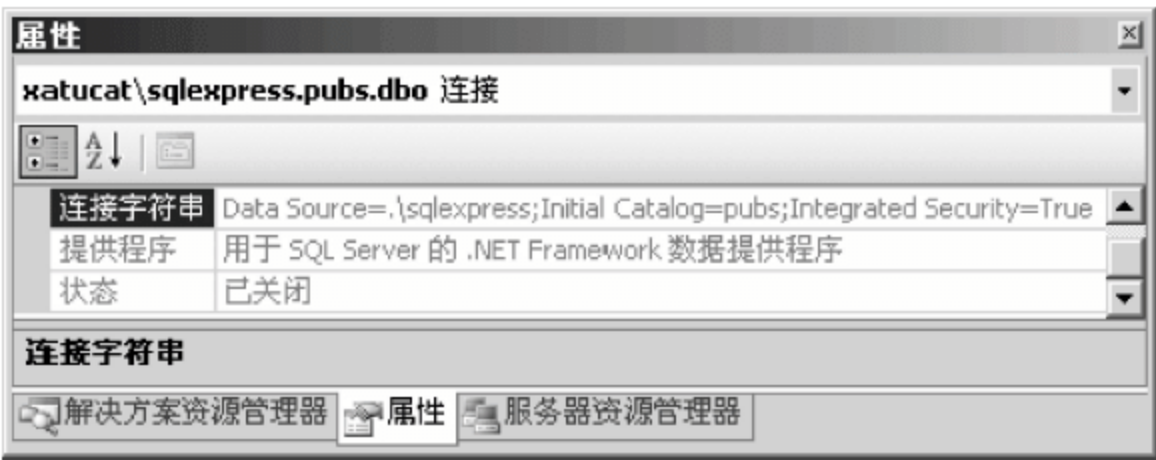 属性
xatucat\sqlexpress.pubs.dbo 连接
连接字符串 Data Source=.\sqlexpress;Initial Catalog=pubs;Integrated Security=True
提供程序 用于 SQL Server 的 .NET Framework 数据提供程序
状态 已关闭
连接字符串
解决方案资源管理器 属性 服务器资源管理器